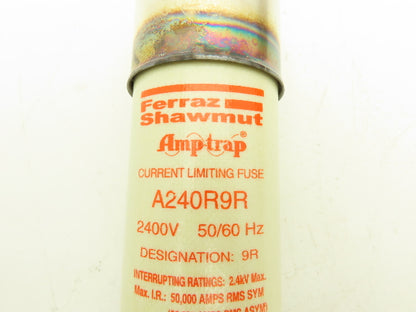 Ferraz
Shawmut
Amp-trap®
CURRENT LIMITING FUSE
A240R9R
2400V 50/60 Hz
DESIGNATION: 9R
INTERRUPTING RATINGS: 2.4kV Max.
Max. I.R.: 50,000 AMPS RMS SYM